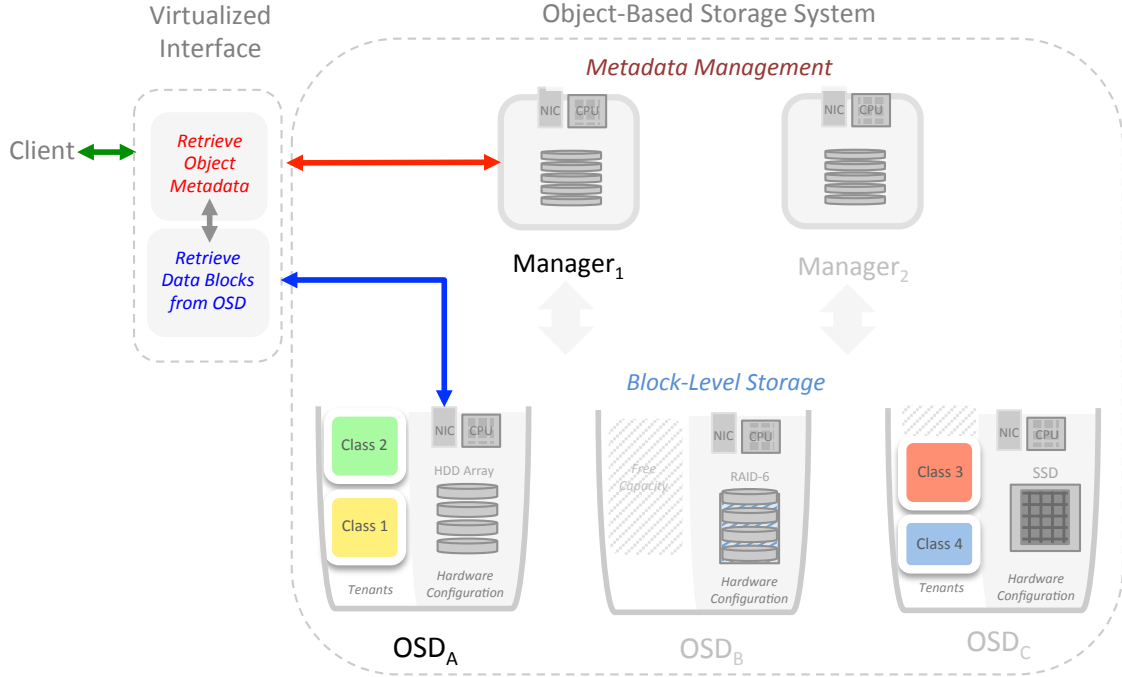 Virtualized
Interface
Object-Based Storage System
Metadata Management
NIC
CPU
NIC
CPU
Client
Retrieve
Object
Metadata
Manager1
Manager2
Retrieve
Data Blocks
from OSD
Block-Level Storage
Class 2
Class 1
Tenants
NIC
CPU
HDD Array
Hardware
Configuration
OSDA
Free
Capacity
NIC
CPU
RAID-6
Hardware
Configuration
OSDB
Class 3
Class 4
Tenants
NIC
CPU
SSD
Hardware
Configuration
OSDC